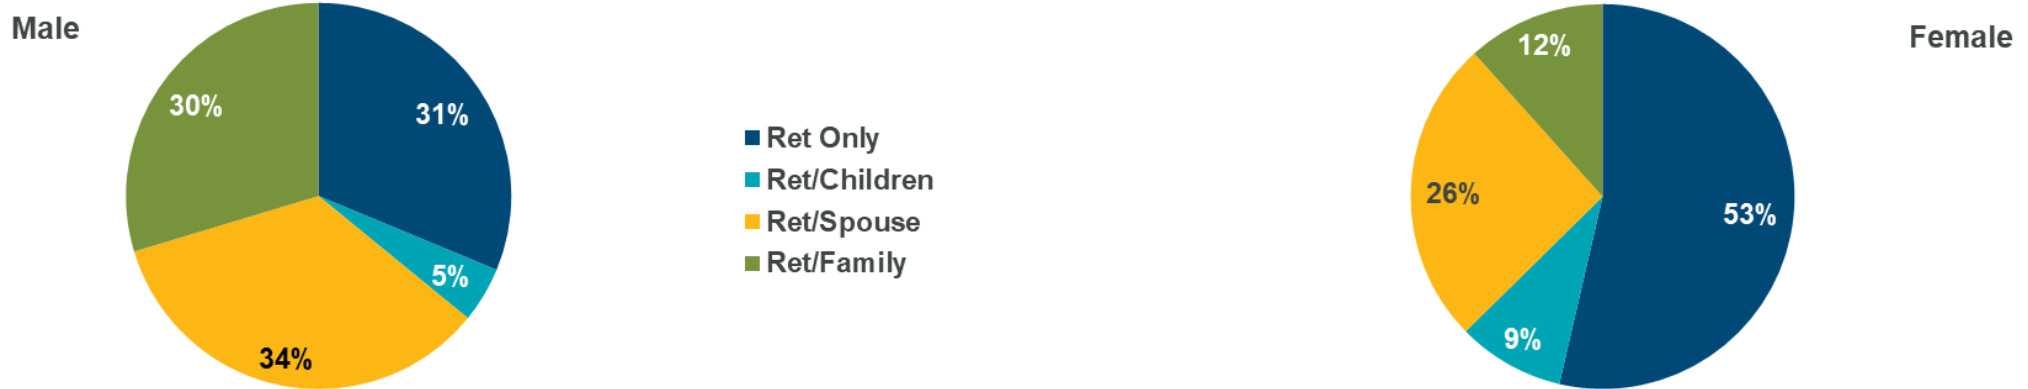 Male
30%
31%
5%
34%
Ret Only
Ret/Children
Ret/Spouse
Ret/Family
Female
12%
26%
53%
9%